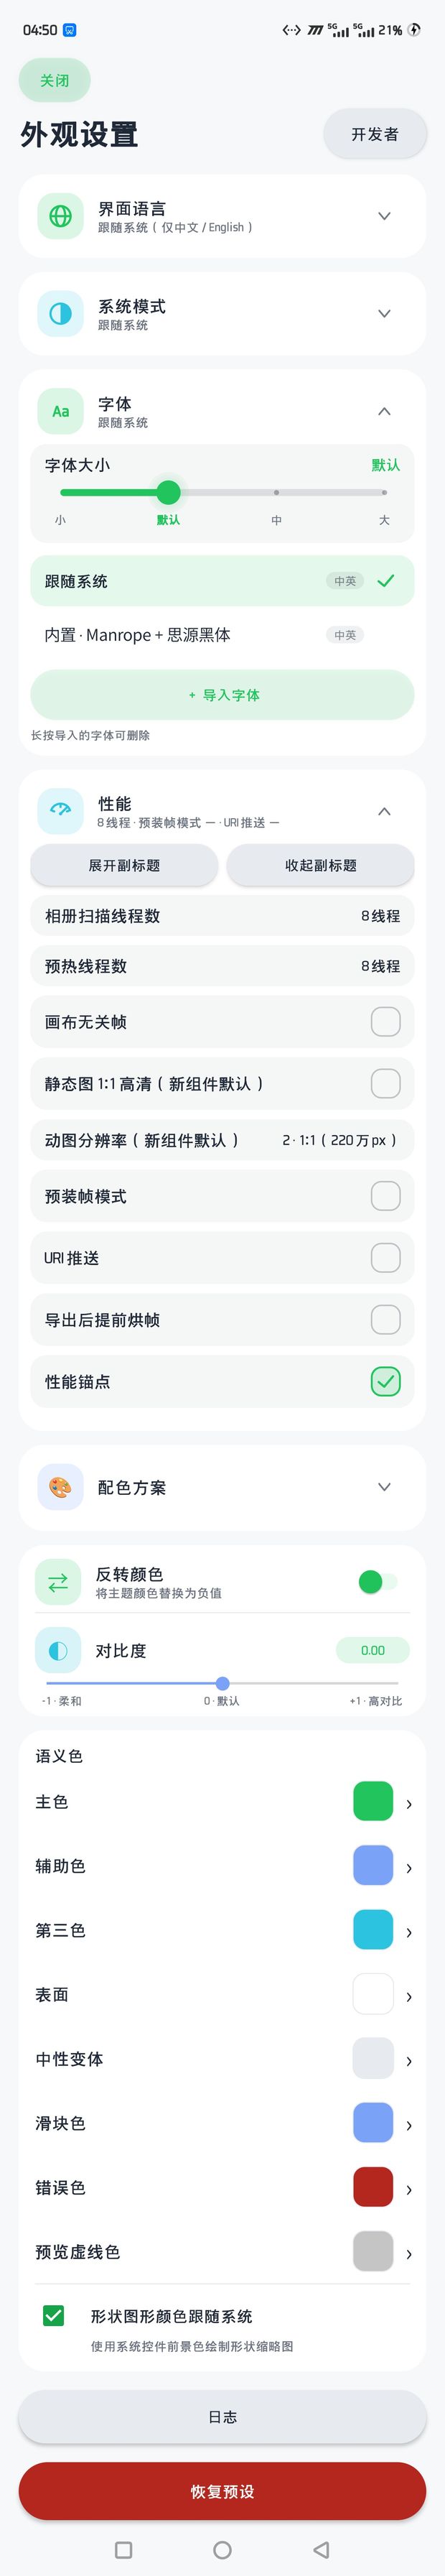 04:50
5G 5G 21%
关闭
外观设置
开发者
界面语言
跟随系统（仅中文 / English）
系统模式
跟随系统
Aa
字体
跟随系统
字体大小 默认
小 默认 中 大
跟随系统 中英
内置 · Manrope + 思源黑体 中英
+ 导入字体
长按导入的字体可删除
性能
8 线程 · 预装帧模式 — · URI 推送 —
展开副标题 收起副标题
相册扫描线程数 8 线程
预热线程数 8 线程
画布无关帧
静态图 1:1 高清（新组件默认）
动图分辨率（新组件默认） 2 · 1:1（220 万 px）
预装帧模式
URI 推送
导出后提前烘帧
性能锚点
配色方案
反转颜色
将主题颜色替换为负值
对比度 0.00
-1 · 柔和 0 · 默认 +1 · 高对比
语义色
主色
辅助色
第三色
表面
中性变体
滑块色
错误色
预览虚线色
形状图形颜色跟随系统
使用系统控件前景色绘制形状缩略图
日志
恢复预设